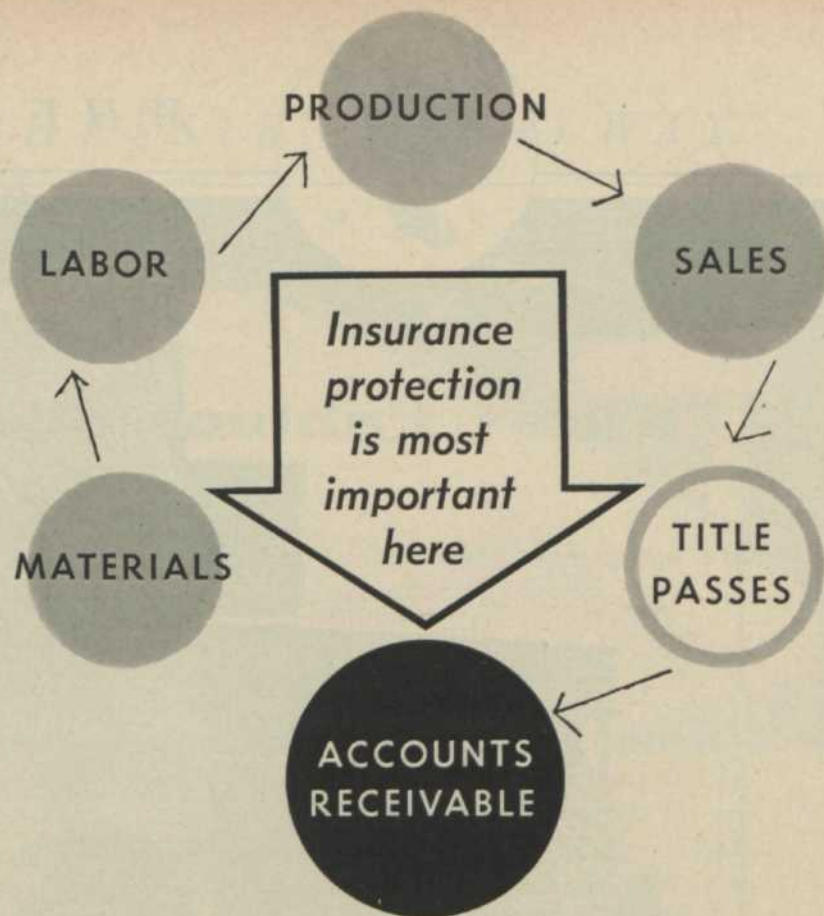 PRODUCTION
LABOR
SALES
Insurance
protection
is most
important
here
MATERIALS
TITLE
PASSES
ACCOUNTS
RECEIVABLE